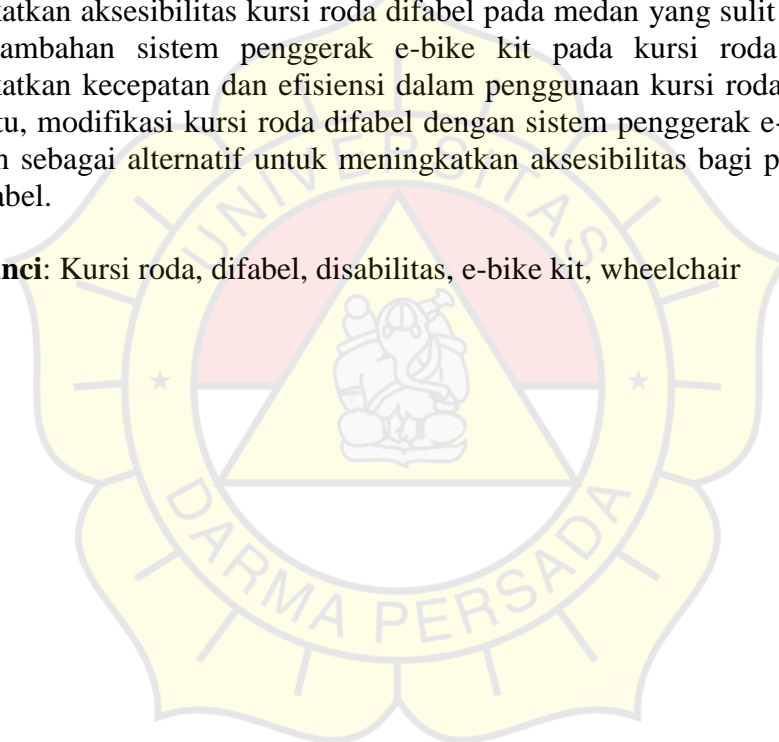 katkan aksesibilitas kursi roda difabel pada medan yang sulit
ambahan sistem penggerak e-bike kit pada kursi roda
katkan kecepatan dan efisiensi dalam penggunaan kursi roda
tu, modifikasi kursi roda difabel dengan sistem penggerak e-
n sebagai alternatif untuk meningkatkan aksesibilitas bagi p
abel.
nci: Kursi roda, difabel, disabilitas, e-bike kit, wheelchair
UNIVERSITAS
DARMA PERSADA